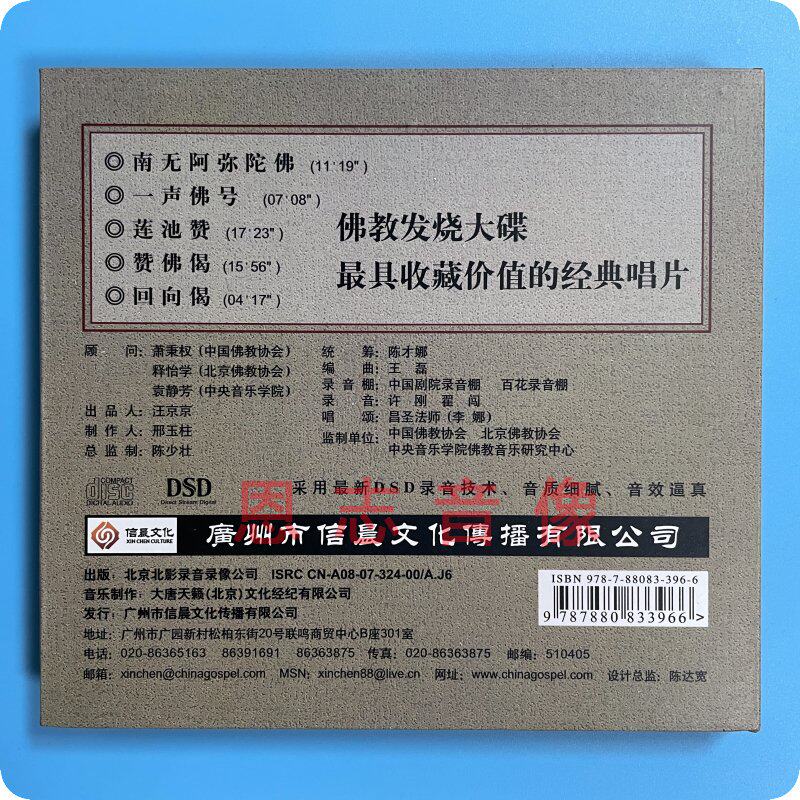 ◎ 南无阿弥陀佛 (11'19")
◎ 一声佛号 (07'08")
◎ 莲池赞 (17'23")
◎ 赞佛偈 (15'56")
◎ 回向偈 (04'17")
佛教发烧大碟
最具收藏价值的经典唱片
顾 问：萧秉权（中国佛教协会）
释怡学（北京佛教协会）
袁静芳（中央音乐学院）
出品人：汪京京
制作人：邢玉柱
总监制：陈少壮
统 筹：陈才娜
编 曲：王 磊
录音棚：中国剧院录音棚 百花录音棚
录 音：许 刚 翟 闯
唱 颂：昌圣法师（李 娜）
监制单位：中国佛教协会 北京佛教协会
中央音乐学院佛教音乐研究中心
COMPACT
disc
DIGITAL AUDIO
DSD
Direct Stream Digital
采用最新DSD录音技术、音质细腻、音效逼真
恩志音像
信晨文化
XIN CHEN CULTURE
廣州市信晨文化傳播有限公司
出版：北京北影录音录像公司 ISRC CN-A08-07-324-00/A.J6
音乐制作：大唐天籁(北京)文化经纪有限公司
发行：广州市信晨文化传播有限公司
地址：广州市广园新村松柏东街20号联鸣商贸中心B座301室
电话：020-86365163 86391691 86363875 传真：020-86363875 邮编：510405
邮箱：xinchen@chinagospel.com MSN：xinchen88@live.cn 网址：www.chinagospel.com 设计总监：陈达宽
ISBN 978-7-88083-396-6
9 787880 833966 >